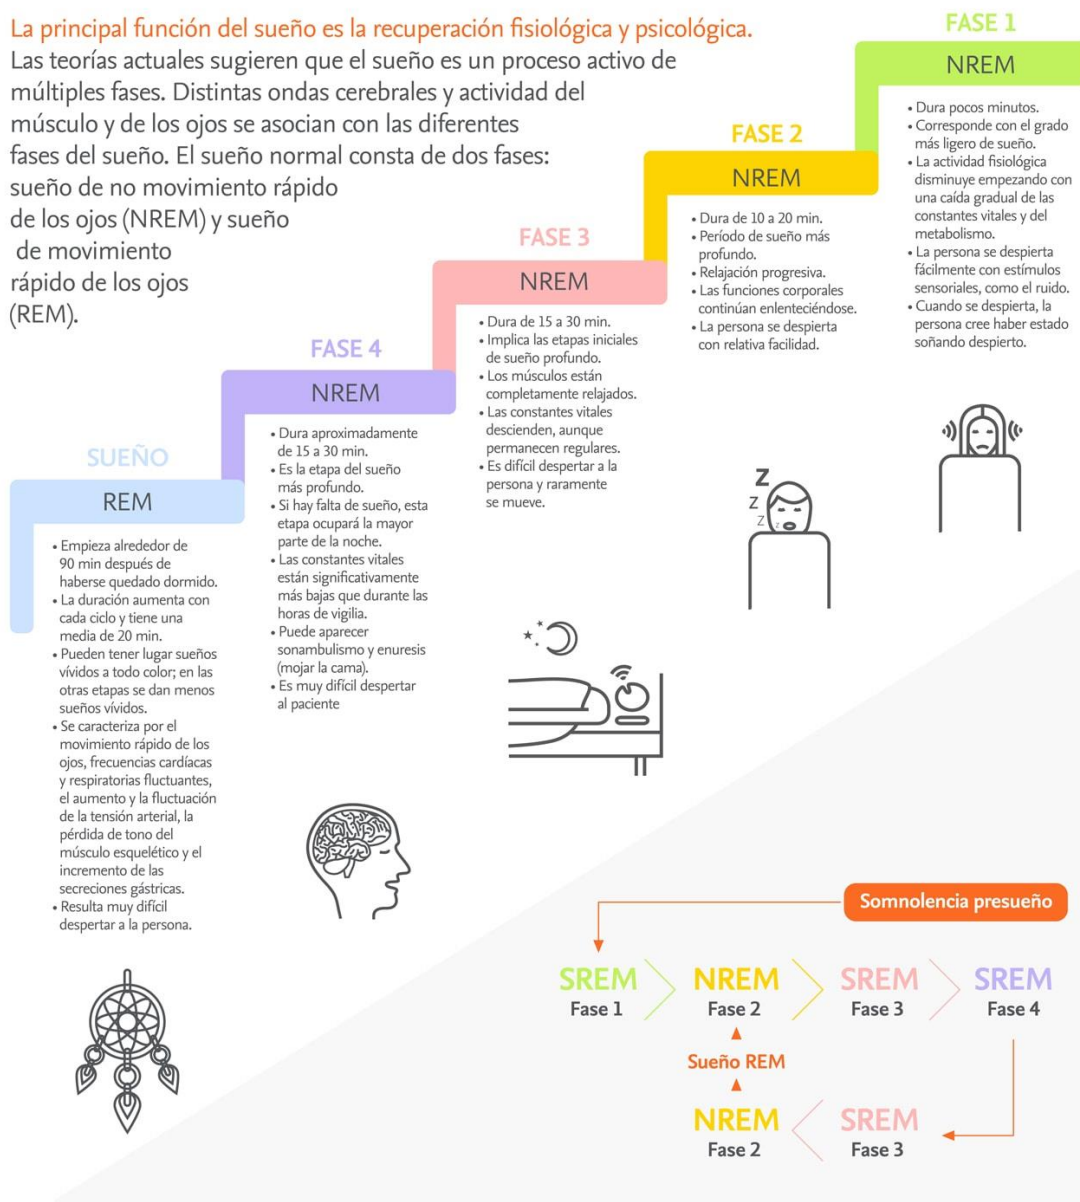 La principal función del sueño es la recuperación fisiológica y psicológica.
Las teorías actuales sugieren que el sueño es un proceso activo de
múltiples fases. Distintas ondas cerebrales y actividad del
músculo y de los ojos se asocian con las diferentes
fases del sueño. El sueño normal consta de dos fases:
sueño de no movimiento rápido
de los ojos (NREM) y sueño
de movimiento
rápido de los ojos
(REM).
FASE 1
NREM
• Dura pocos minutos.
• Corresponde con el grado
más ligero de sueño.
• La actividad fisiológica
disminuye empezando con
una caída gradual de las
constantes vitales y del
metabolismo.
• La persona se despierta
fácilmente con estímulos
sensoriales, como el ruido.
• Cuando se despierta, la
persona cree haber estado
soñando despierto.
FASE 2
NREM
• Dura de 10 a 20 min.
• Período de sueño más
profundo.
• Relajación progresiva.
• Las funciones corporales
continúan enlenteciéndose.
• La persona se despierta
con relativa facilidad.
FASE 3
NREM
• Dura de 15 a 30 min.
• Implica las etapas iniciales
de sueño profundo.
• Los músculos están
completamente relajados.
• Las constantes vitales
descienden, aunque
permanecen regulares.
• Es difícil despertar a la
persona y raramente
se mueve.
FASE 4
NREM
• Dura aproximadamente
de 15 a 30 min.
• Es la etapa del sueño
más profundo.
• Si hay falta de sueño, esta
etapa ocupará la mayor
parte de la noche.
• Las constantes vitales
están significativamente
más bajas que durante las
horas de vigilia.
• Puede aparecer
sonambulismo y enuresis
(mojar la cama).
• Es muy difícil despertar
al paciente
SUEÑO
REM
• Empieza alrededor de
90 min después de
haberse quedado dormido.
• La duración aumenta con
cada ciclo y tiene una
media de 20 min.
• Pueden tener lugar sueños
vívidos a todo color; en las
otras etapas se dan menos
sueños vívidos.
• Se caracteriza por el
movimiento rápido de los
ojos, frecuencias cardíacas
y respiratorias fluctuantes,
el aumento y la fluctuación
de la tensión arterial, la
pérdida de tono del
músculo esquelético y el
incremento de las
secreciones gástricas.
• Resulta muy difícil
despertar a la persona.
Z
Z
Z
z
Somnolencia presueño
SREM NREM SREM SREM
Fase 1 Fase 2 Fase 3 Fase 4
Sueño REM
NREM SREM
Fase 2 Fase 3